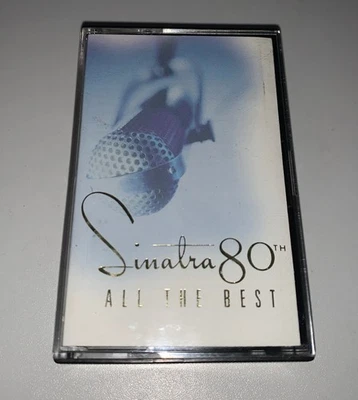 Sinatra 80TH
ALL THE BEST